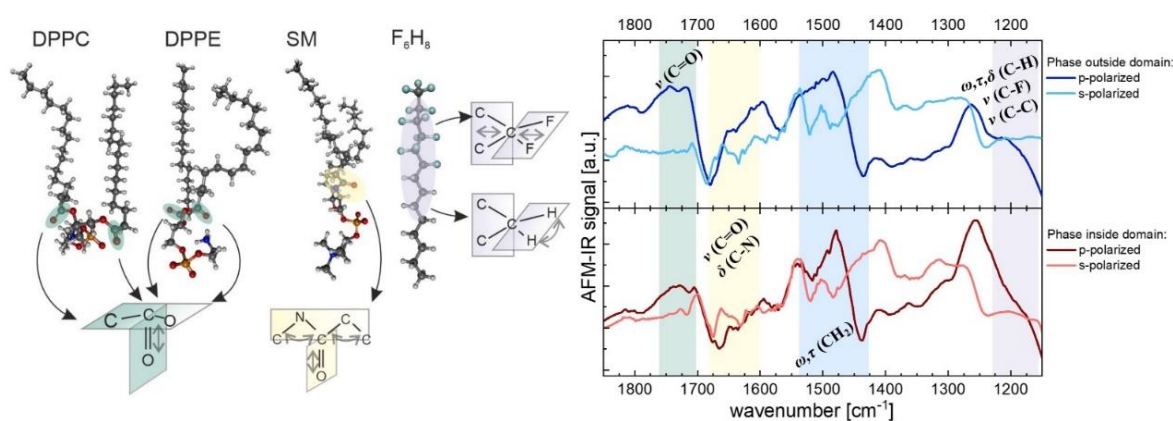 DPPC
DPPE
SM
F₆H₈
C
F
C
C
F
C
H
C
C
H
C
C
O
O
N
C
C
C
C
O
1800 1700 1600 1500 1400 1300 1200
ν (C=O)
ω,τ,δ (C-H)
ν (C-F)
ν (C-C)
Phase outside domain:
p-polarized
s-polarized
AFM-IR signal [a.u.]
ν (C=O)
δ (C-N)
ω,τ (CH₂)
Phase inside domain:
p-polarized
s-polarized
1800 1700 1600 1500 1400 1300 1200
wavenumber [cm⁻¹]